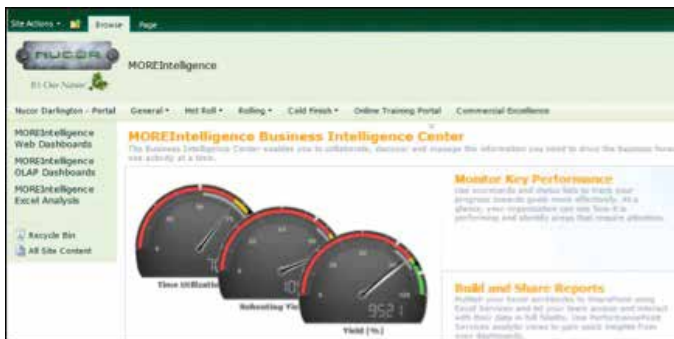 Site Actions
Browse
Page
NUCOR
It's Our Nature
MOREIntelligence
Nucor Darlington - Portal
General
Hot Roll
Rolling
Cold Finish
Online Training Portal
Commercial Excellence
MOREIntelligence
Web Dashboards
MOREIntelligence
OLAP Dashboards
MOREIntelligence
Excel Analysis
Recycle Bin
All Site Content
MOREIntelligence Business Intelligence Center
The Business Intelligence Center enables you to collaborate, discover and manage the information you need to drive the business
one activity at a time.
Time
Reheating
Yield [%]
Monitor Key Performance
Use scorecards and status lists to track your
progress towards goals more effectively. At a
glance, your organization can see how it is
performing and identify areas that require attention.
Build and Share Reports
Publish your Excel workbooks to SharePoint using
Excel Services and let your team access and interact
with their data in full fidelity. Use PerformancePoint
Services analytic views to gain quick insights from
your dashboards.